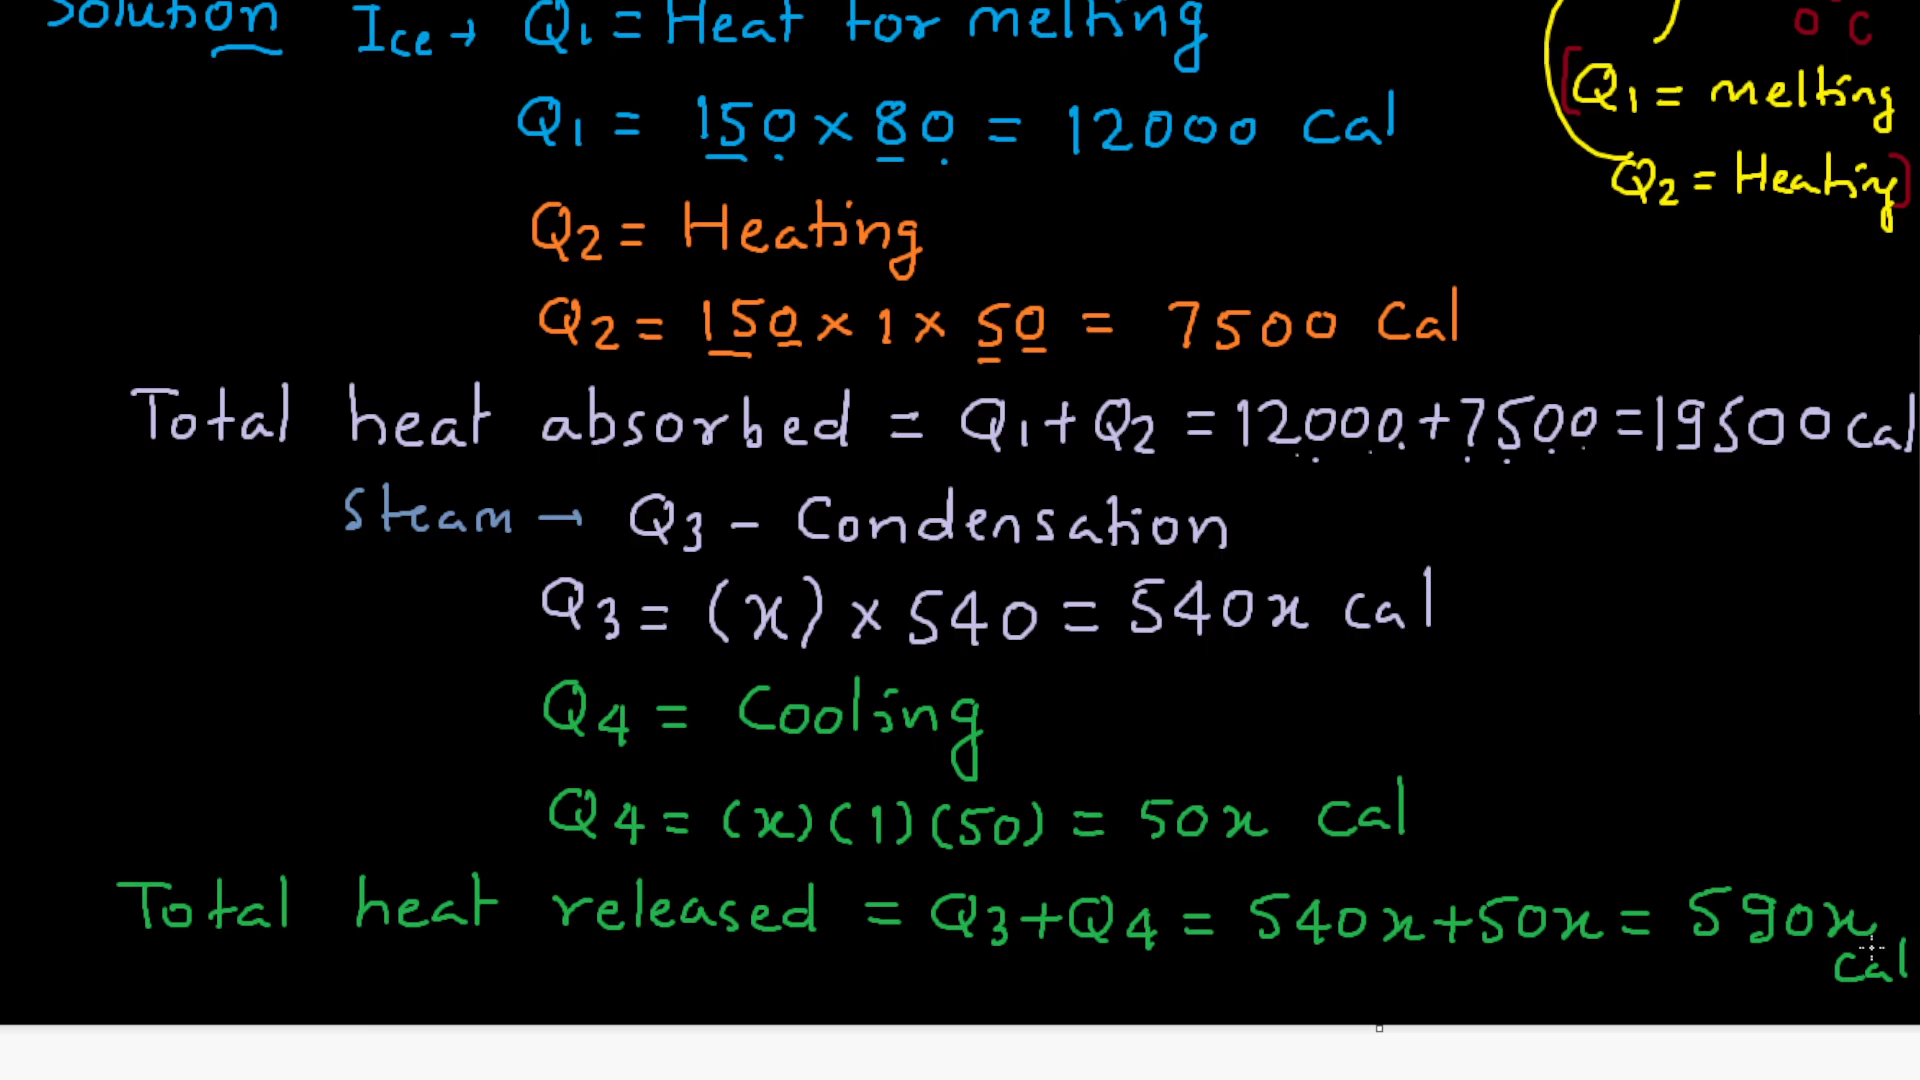 Solution Ice → Q1 = Heat for melting
0°C
Q1 = melting
Q1 = 150 × 80 = 12000 cal
Q2 = Heating
Q2 = Heating
Q2 = 150 × 1 × 50 = 7500 Cal
Total heat absorbed = Q1 + Q2 = 12000 + 7500 = 19500 cal
Steam → Q3 - Condensation
Q3 = (x) × 540 = 540x cal
Q4 = Cooling
Q4 = (x)(1)(50) = 50x cal
Total heat released = Q3 + Q4 = 540x + 50x = 590x
cal